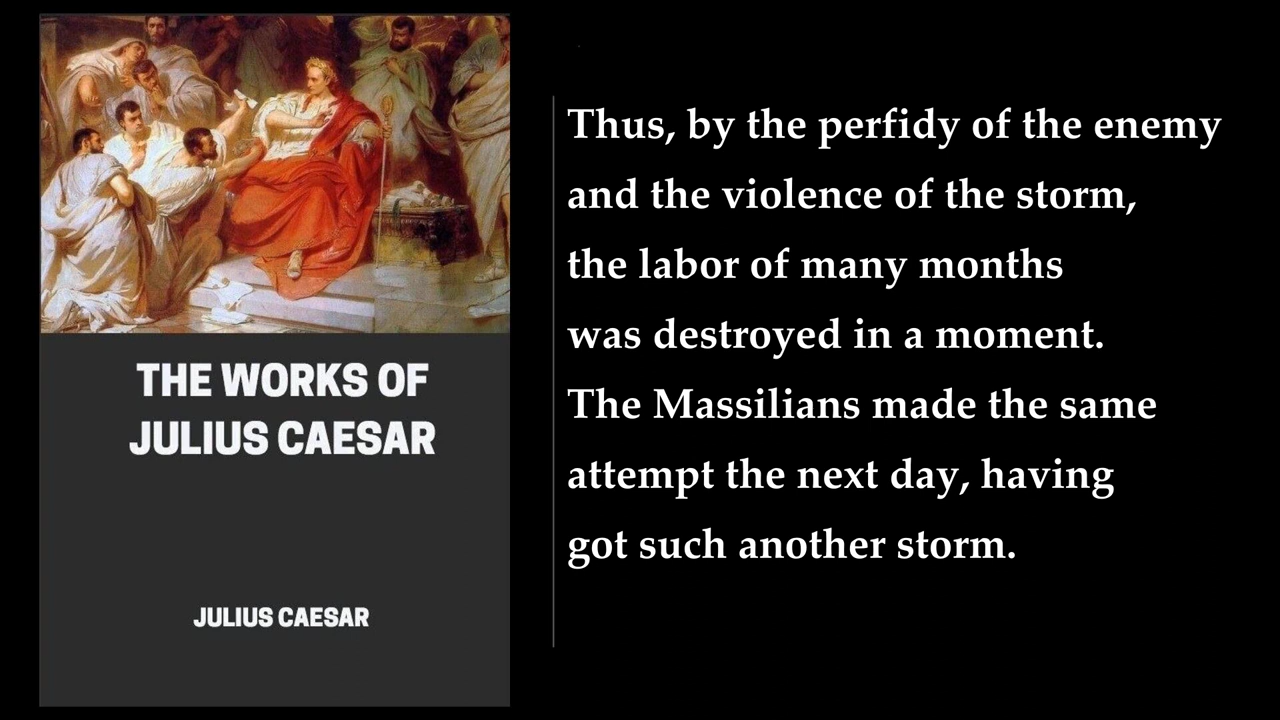 THE WORKS OF
JULIUS CAESAR
JULIUS CAESAR
Thus, by the perfidy of the enemy
and the violence of the storm,
the labor of many months
was destroyed in a moment.
The Massilians made the same
attempt the next day, having
got such another storm.